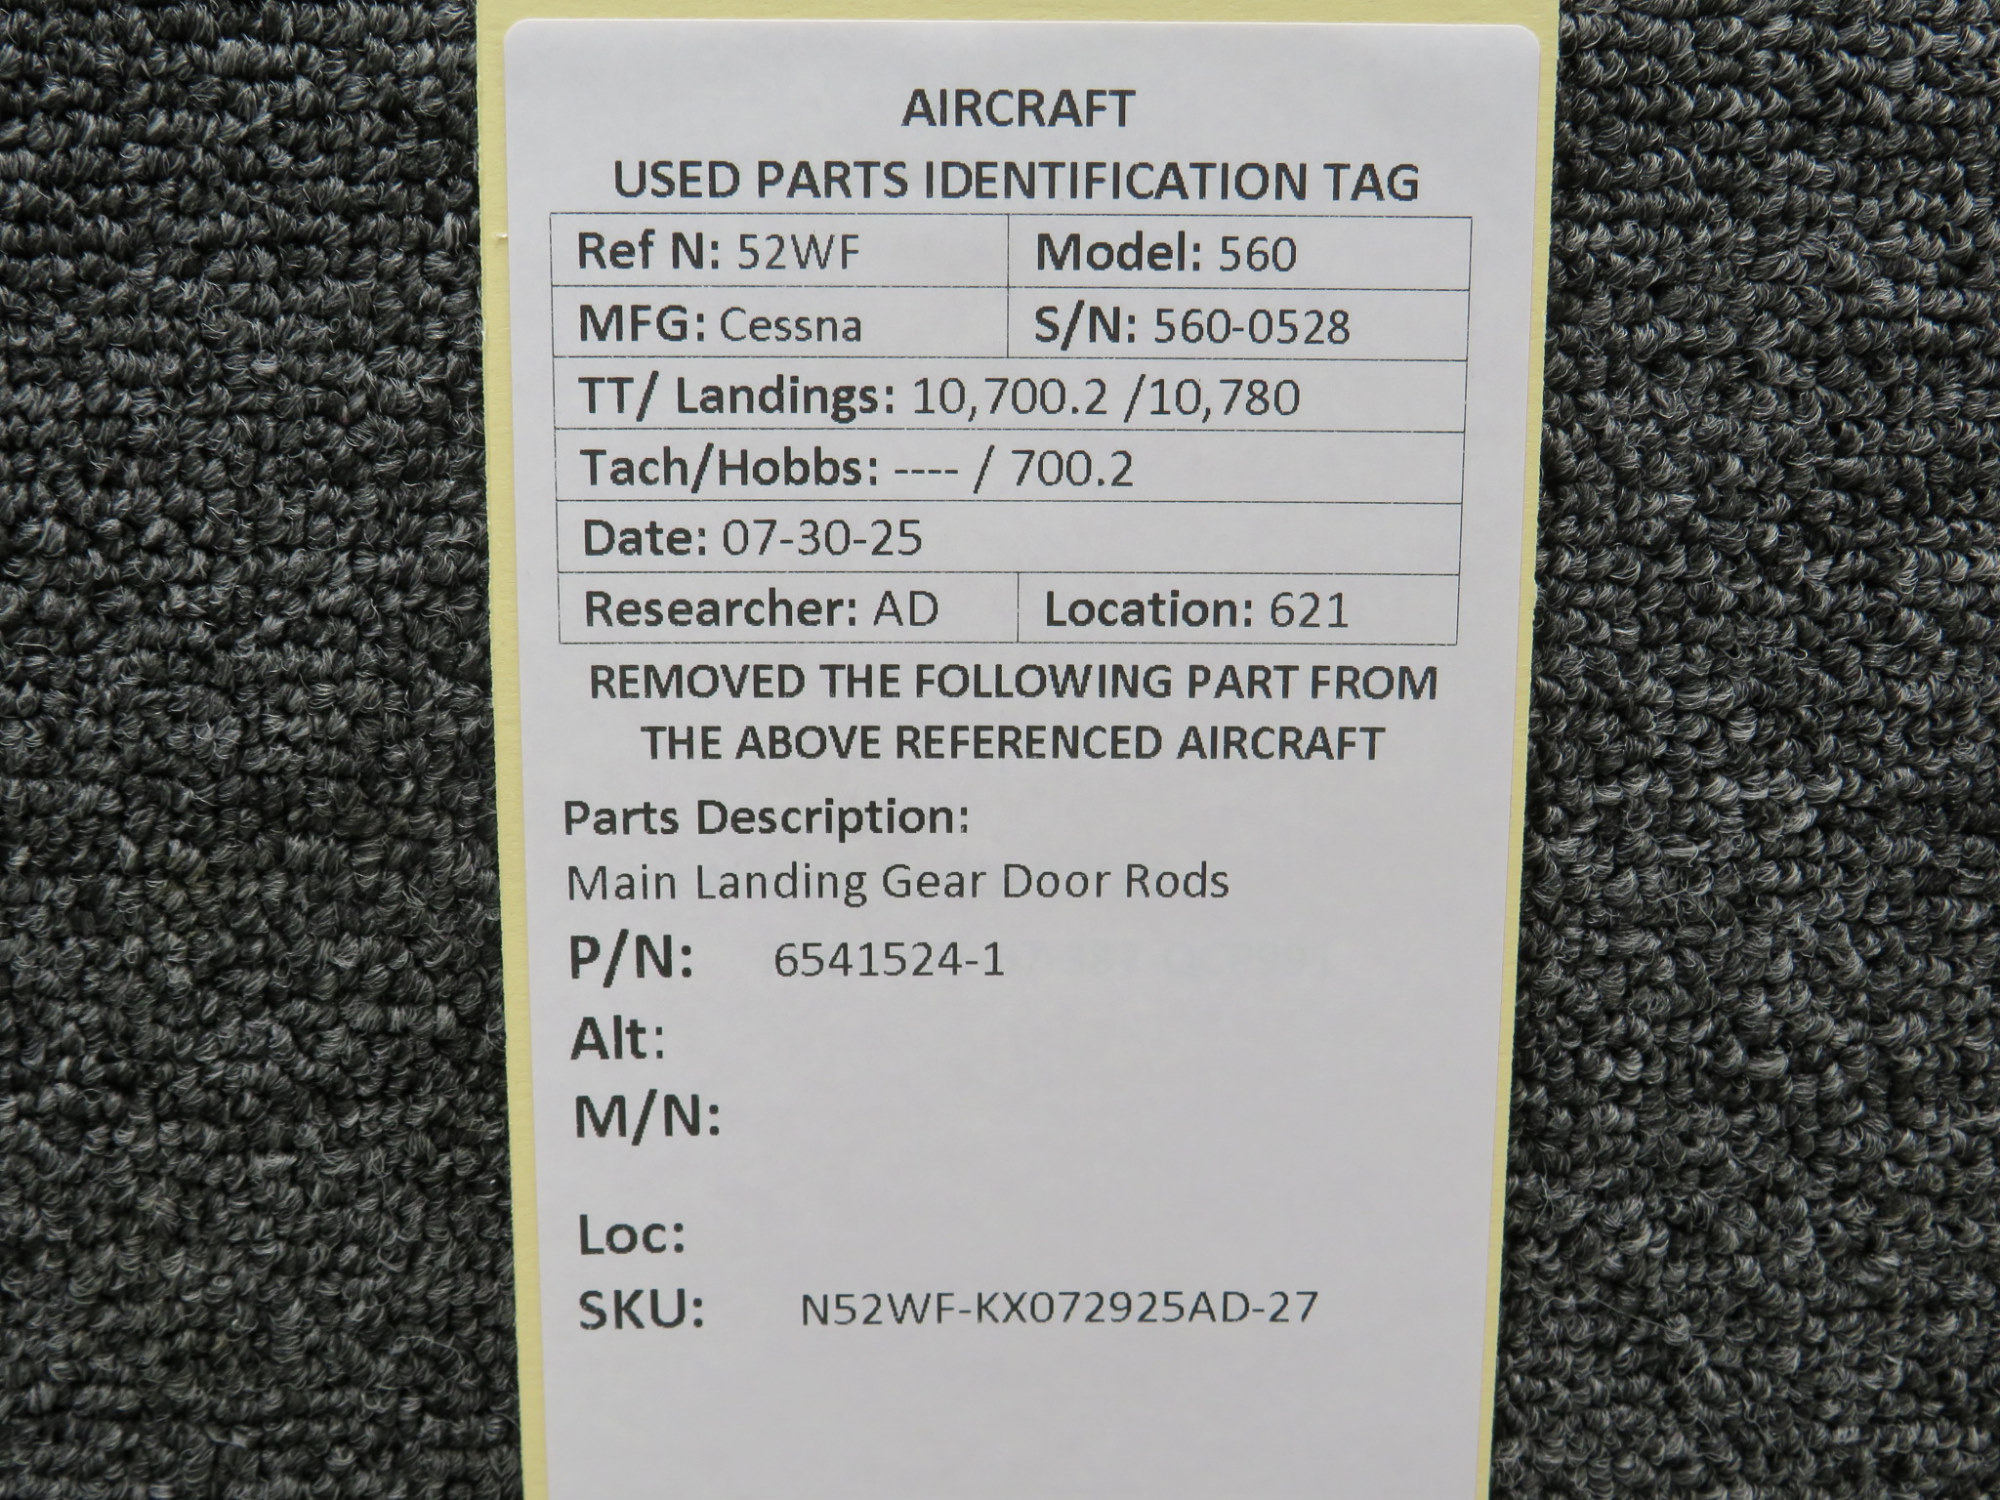 AIRCRAFT
USED PARTS IDENTIFICATION TAG
Ref N: 52WF Model: 560
MFG: Cessna S/N: 560-0528
TT/ Landings: 10,700.2 /10,780
Tach/Hobbs: ---- / 700.2
Date: 07-30-25
Researcher: AD Location: 621
REMOVED THE FOLLOWING PART FROM
THE ABOVE REFERENCED AIRCRAFT
Parts Description:
Main Landing Gear Door Rods
P/N: 6541524-1
Alt:
M/N:
Loc:
SKU: N52WF-KX072925AD-27